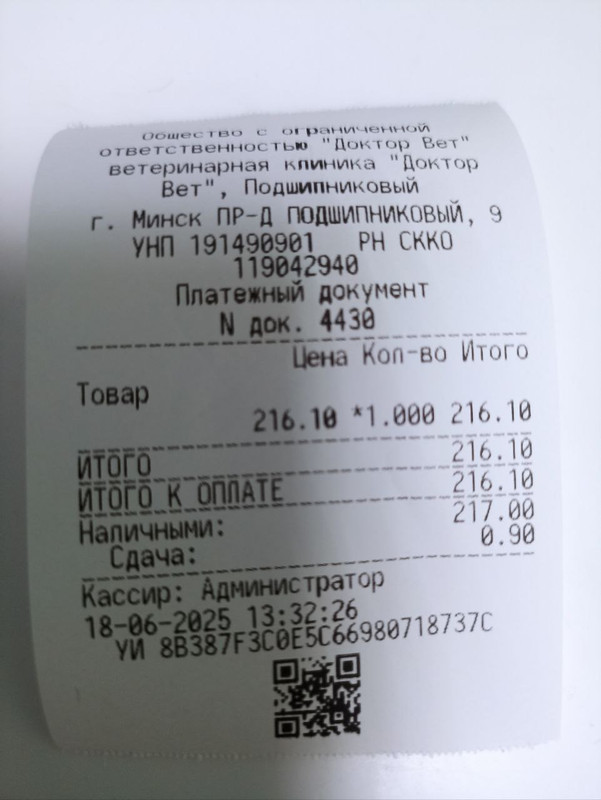 Общество с ограниченной
ответственностью "Доктор Вет"
ветеринарная клиника "Доктор
Вет", Подшипниковый
г. Минск ПР-Д ПОДШИПНИКОВЫЙ, 9
УНП 191490901 РН СККО
119042940
Платежный документ
N док. 4430
Цена Кол-во Итого
Товар
216.10 *1.000 216.10
ИТОГО 216.10
ИТОГО К ОПЛАТЕ 216.10
Наличными: 217.00
Сдача: 0.90
Кассир: Администратор
18-06-2025 13:32:26
УИ 8B387F3C0E5C66980718737C